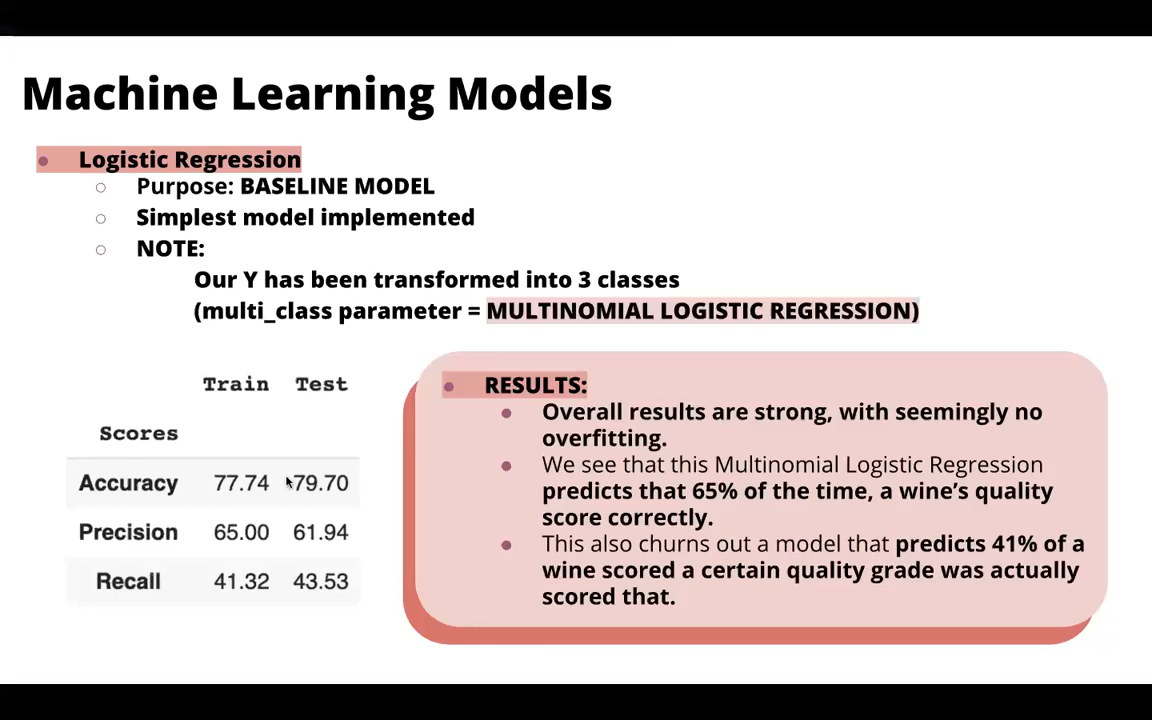 Machine Learning Models
● Logistic Regression
○ Purpose: BASELINE MODEL
○ Simplest model implemented
○ NOTE:
Our Y has been transformed into 3 classes
(multi_class parameter = MULTINOMIAL LOGISTIC REGRESSION)
Train Test
Scores
Accuracy 77.74 79.70
Precision 65.00 61.94
Recall 41.32 43.53
● RESULTS:
● Overall results are strong, with seemingly no
overfitting.
● We see that this Multinomial Logistic Regression
predicts that 65% of the time, a wine’s quality
score correctly.
● This also churns out a model that predicts 41% of a
wine scored a certain quality grade was actually
scored that.